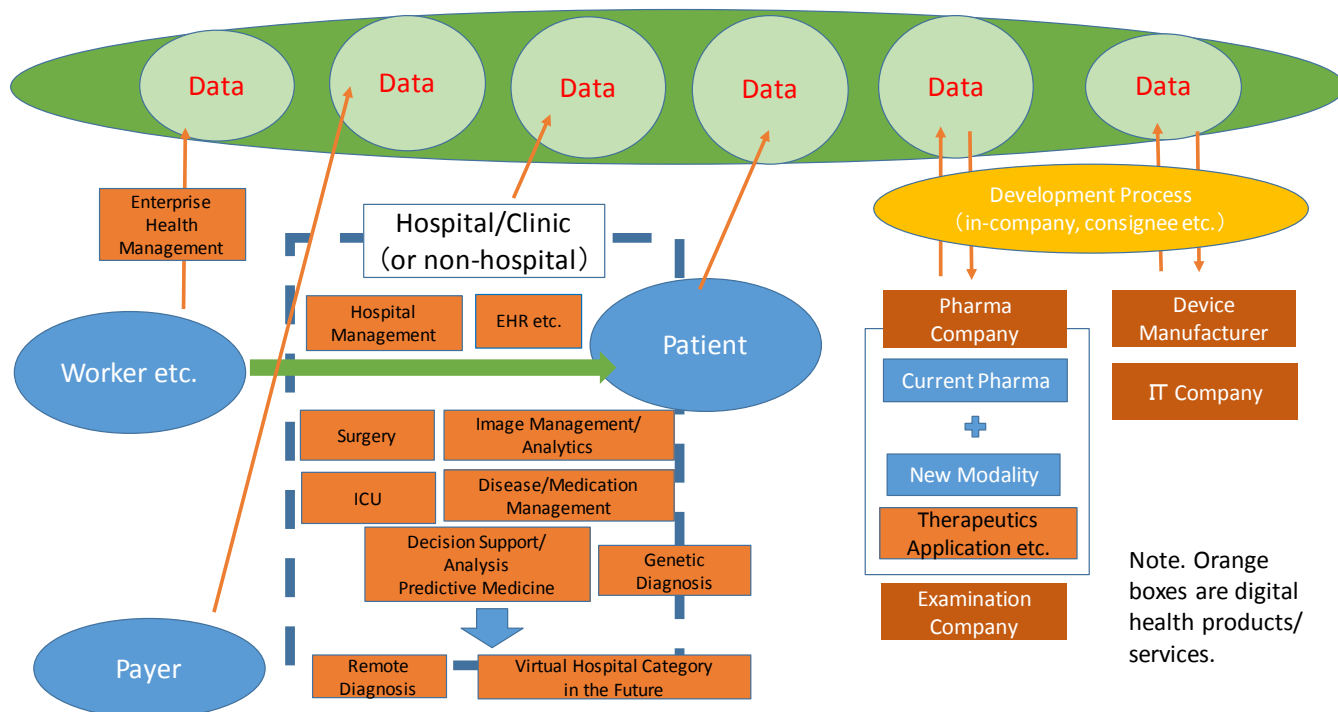 Data
Data
Data
Data
Data
Data
Enterprise
Health
Management
Hospital/Clinic
(or non-hospital)
Development Process
(in-company, consignee etc.)
Hospital
Management
EHR etc.
Worker etc.
Patient
Pharma
Company
Device
Manufacturer
Current Pharma
IT Company
Surgery
Image Management/
Analytics
ICU
Disease/Medication
Management
New Modality
Therapeutics
Application etc.
Decision Support/
Analysis
Predictive Medicine
Genetic
Diagnosis
Examination
Company
Note. Orange
boxes are digital
health products/
services.
Payer
Remote
Diagnosis
Virtual Hospital Category
in the Future